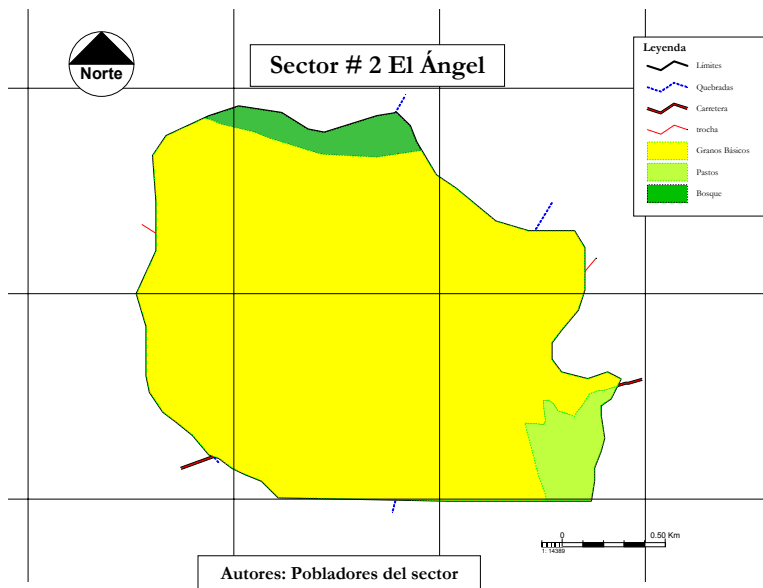 Norte
Sector # 2 El Ángel
Leyenda
Límites
Quebradas
Carretera
trocha
Granos Básicos
Pastos
Bosque
0
0.50 Km
1: 14389
Autores: Pobladores del sector